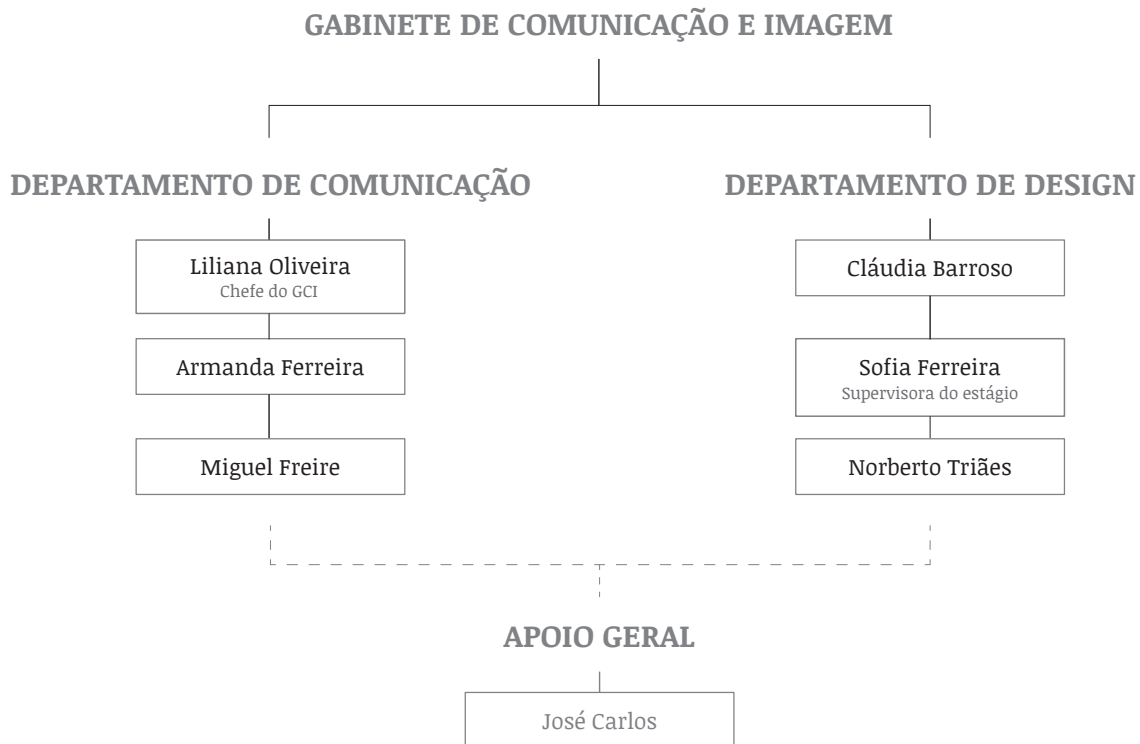 GABINETE DE COMUNICAÇÃO E IMAGEM
DEPARTAMENTO DE COMUNICAÇÃO
Liliana Oliveira
Chefe do GCI
Armanda Ferreira
Miguel Freire
DEPARTAMENTO DE DESIGN
Cláudia Barroso
Sofia Ferreira
Supervisora do estágio
Norberto Triães
APOIO GERAL
José Carlos